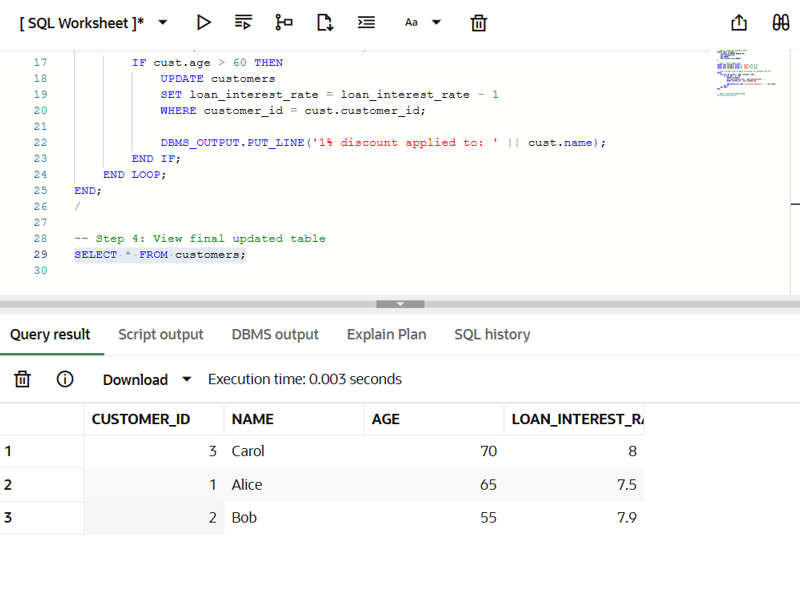 [ SQL Worksheet ]*
Aa
17 IF cust.age > 60 THEN
18 UPDATE customers
19 SET loan_interest_rate = loan_interest_rate - 1
20 WHERE customer_id = cust.customer_id;
21
22 DBMS_OUTPUT.PUT_LINE('1% discount applied to: ' || cust.name);
23 END IF;
24 END LOOP;
25 END;
26 /
27
28 -- Step 4: View final updated table
29 SELECT * FROM customers;
30
Query result Script output DBMS output Explain Plan SQL history
Download Execution time: 0.003 seconds
CUSTOMER_ID NAME AGE LOAN_INTEREST_RA
1 3 Carol 70 8
2 1 Alice 65 7.5
3 2 Bob 55 7.9